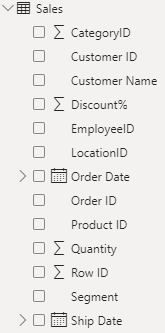 Sales
CategoryID
Customer ID
Customer Name
Discount%
EmployeeID
LocationID
Order Date
Order ID
Product ID
Quantity
Row ID
Segment
Ship Date